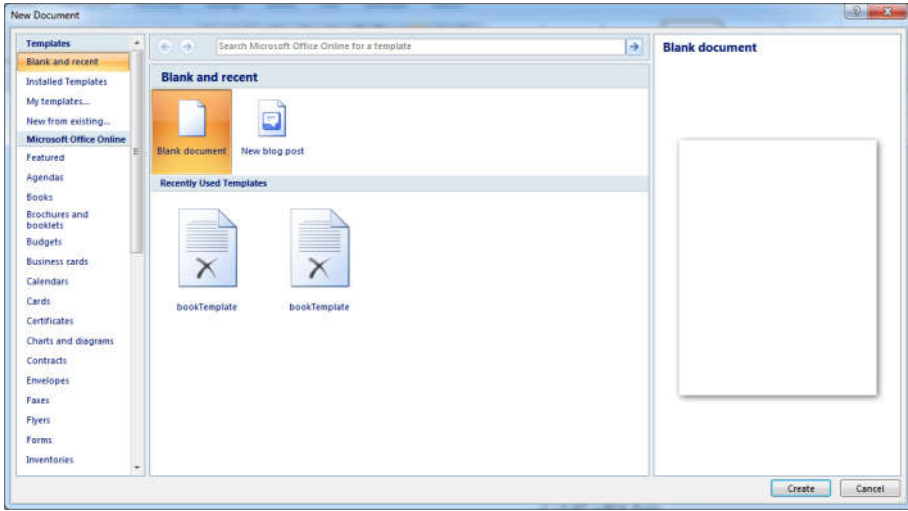 New Document
Templates
Blank and recent
Installed Templates
My templates...
New from existing...
Microsoft Office Online
Featured
Agendas
Books
Brochures and
booklets
Budgets
Business cards
Calendars
Cards
Certificates
Charts and diagrams
Contracts
Envelopes
Faxes
Flyers
Forms
Inventories
Search Microsoft Office Online for a template
Blank and recent
Blank document
New blog post
Recently Used Templates
bookTemplate
bookTemplate
Blank document
Create
Cancel